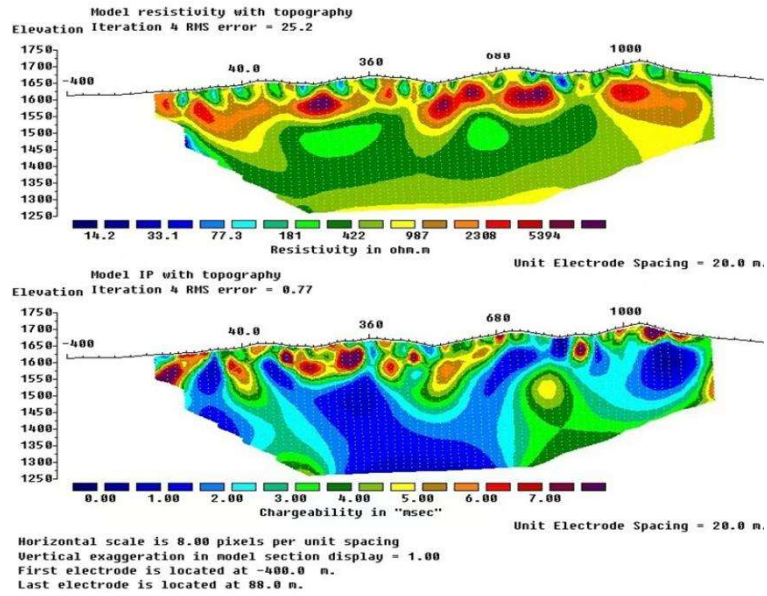 Model resistivity with topography
Elevation Iteration 4 RMS error = 25.2
1750
1700
1650
1600
1550
1500
1450
1400
1350
1300
1250
-400 40.0 360 680 1000
14.2 33.1 77.3 181 422 987 2308 5394
Resistivity in ohm.m
Unit Electrode Spacing = 20.0 m.
Model IP with topography
Elevation Iteration 4 RMS error = 0.77
1750
1700
1650
1600
1550
1500
1450
1400
1350
1300
1250
-400 40.0 360 680 1000
0.00 1.00 2.00 3.00 4.00 5.00 6.00 7.00
Chargeability in "msec"
Unit Electrode Spacing = 20.0 m.
Horizontal scale is 8.00 pixels per unit spacing
Vertical exaggeration in model section display = 1.00
First electrode is located at -400.0 m.
Last electrode is located at 88.0 m.